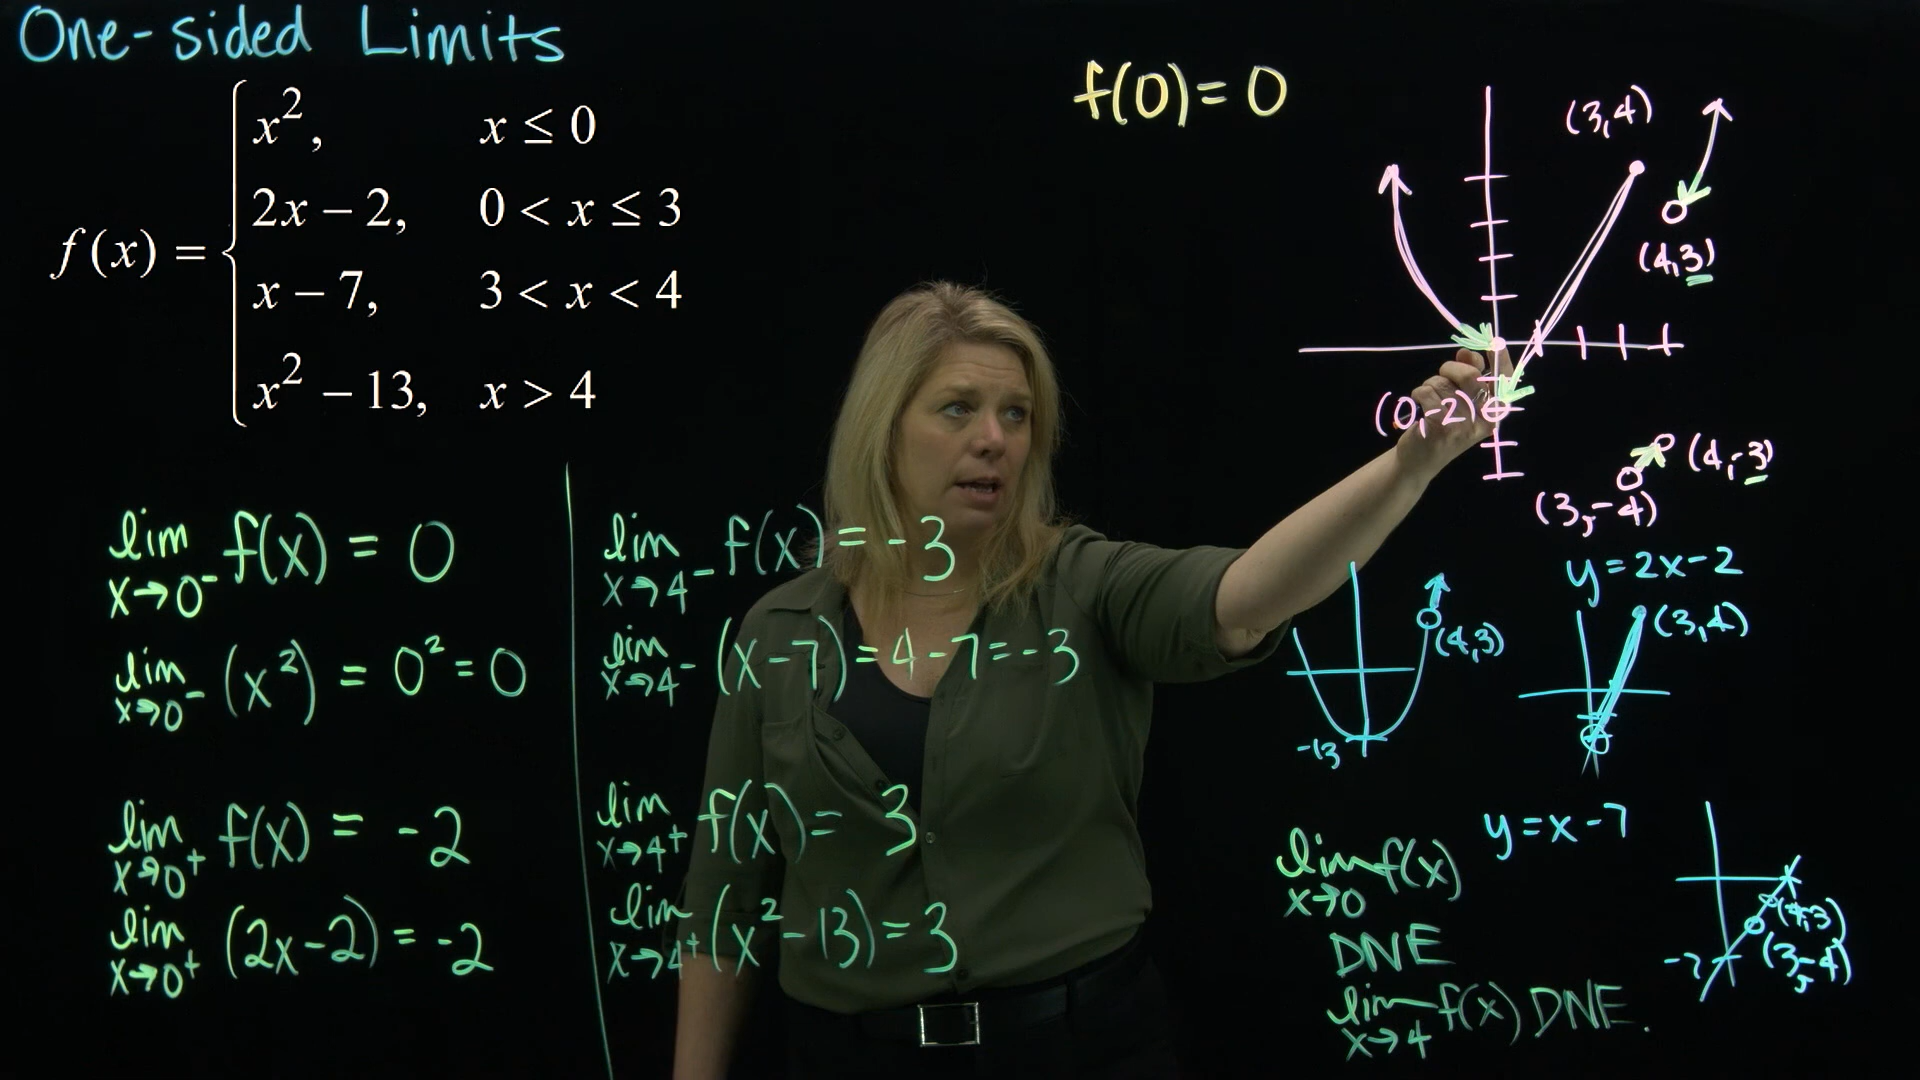 One-sided Limits
f(x) = { x², x ≤ 0
2x − 2, 0 < x ≤ 3
x − 7, 3 < x < 4
x² − 13, x > 4
lim x→0⁻ f(x) = 0
lim x→0⁻ (x²) = 0² = 0
lim x→0⁺ f(x) = -2
lim x→0⁺ (2x-2) = -2
lim x→4⁻ f(x) = -3
lim x→4⁻ (x-7) = 4-7 = -3
lim x→4⁺ f(x) = 3
lim x→4⁺ (x²-13) = 3
f(0) = 0
(3,4)
(4,3)
(0,-2)
(4,-3)
(3,-4)
(4,3)
-13
y=2x-2
(3,4)
y=x-7
(4,-3)
(3,-4)
-7
lim x→0 f(x)
DNE
lim x→4 f(x) DNE.